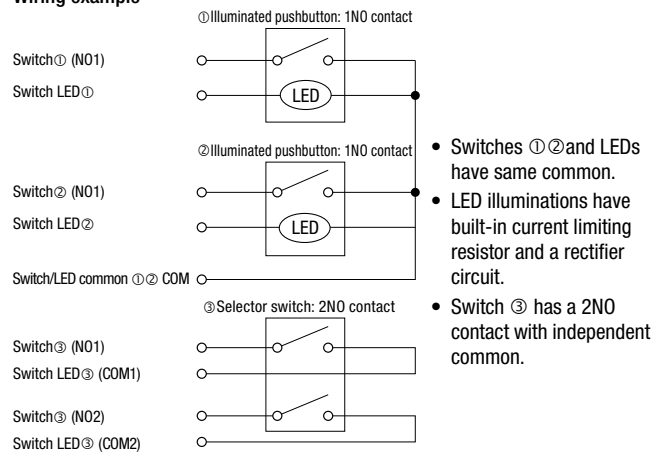 Wiring example
①Illuminated pushbutton: 1NO contact
Switch① (NO1)
LED
Switch LED①
②Illuminated pushbutton: 1NO contact
Switch② (NO1)
LED
Switch LED②
Switch/LED common ①② COM
③Selector switch: 2NO contact
Switch③ (NO1)
Switch LED③ (COM1)
Switch③ (NO2)
Switch LED③ (COM2)
• Switches ①②and LEDs
have same common.
• LED illuminations have
built-in current limiting
resistor and a rectifier
circuit.
• Switch ③ has a 2NO
contact with independent
common.